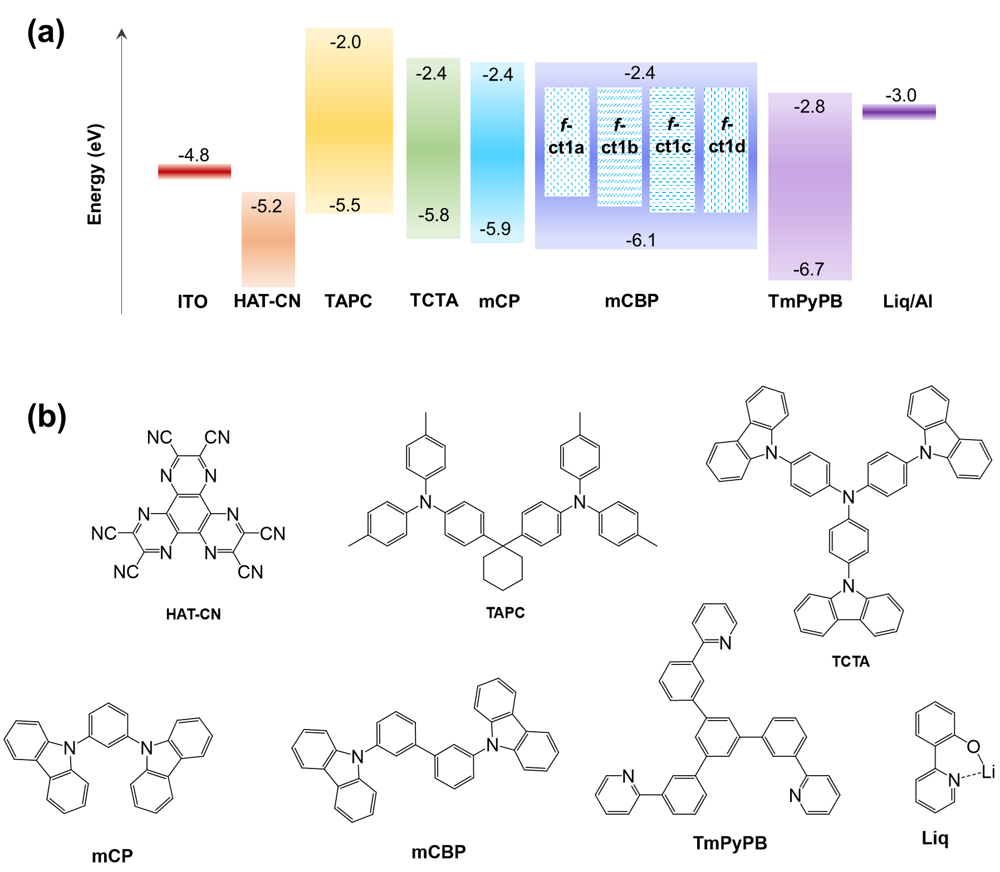 (a)
Energy (eV)
-4.8
-5.2
-2.0
-5.5
-2.4
-5.8
-2.4
-5.9
-2.4
f-
ct1a
f-
ct1b
f-
ct1c
f-
ct1d
-6.1
-2.8
-6.7
-3.0
ITO
HAT-CN
TAPC
TCTA
mCP
mCBP
TmPyPB
Liq/Al
(b)
NC
CN
N
N
N
N
NC
CN
N
N
NC
CN
HAT-CN
N
N
TAPC
N
N
N
N
TCTA
N
N
mCP
N
N
mCBP
N
N
N
TmPyPB
O
Li
N
Liq